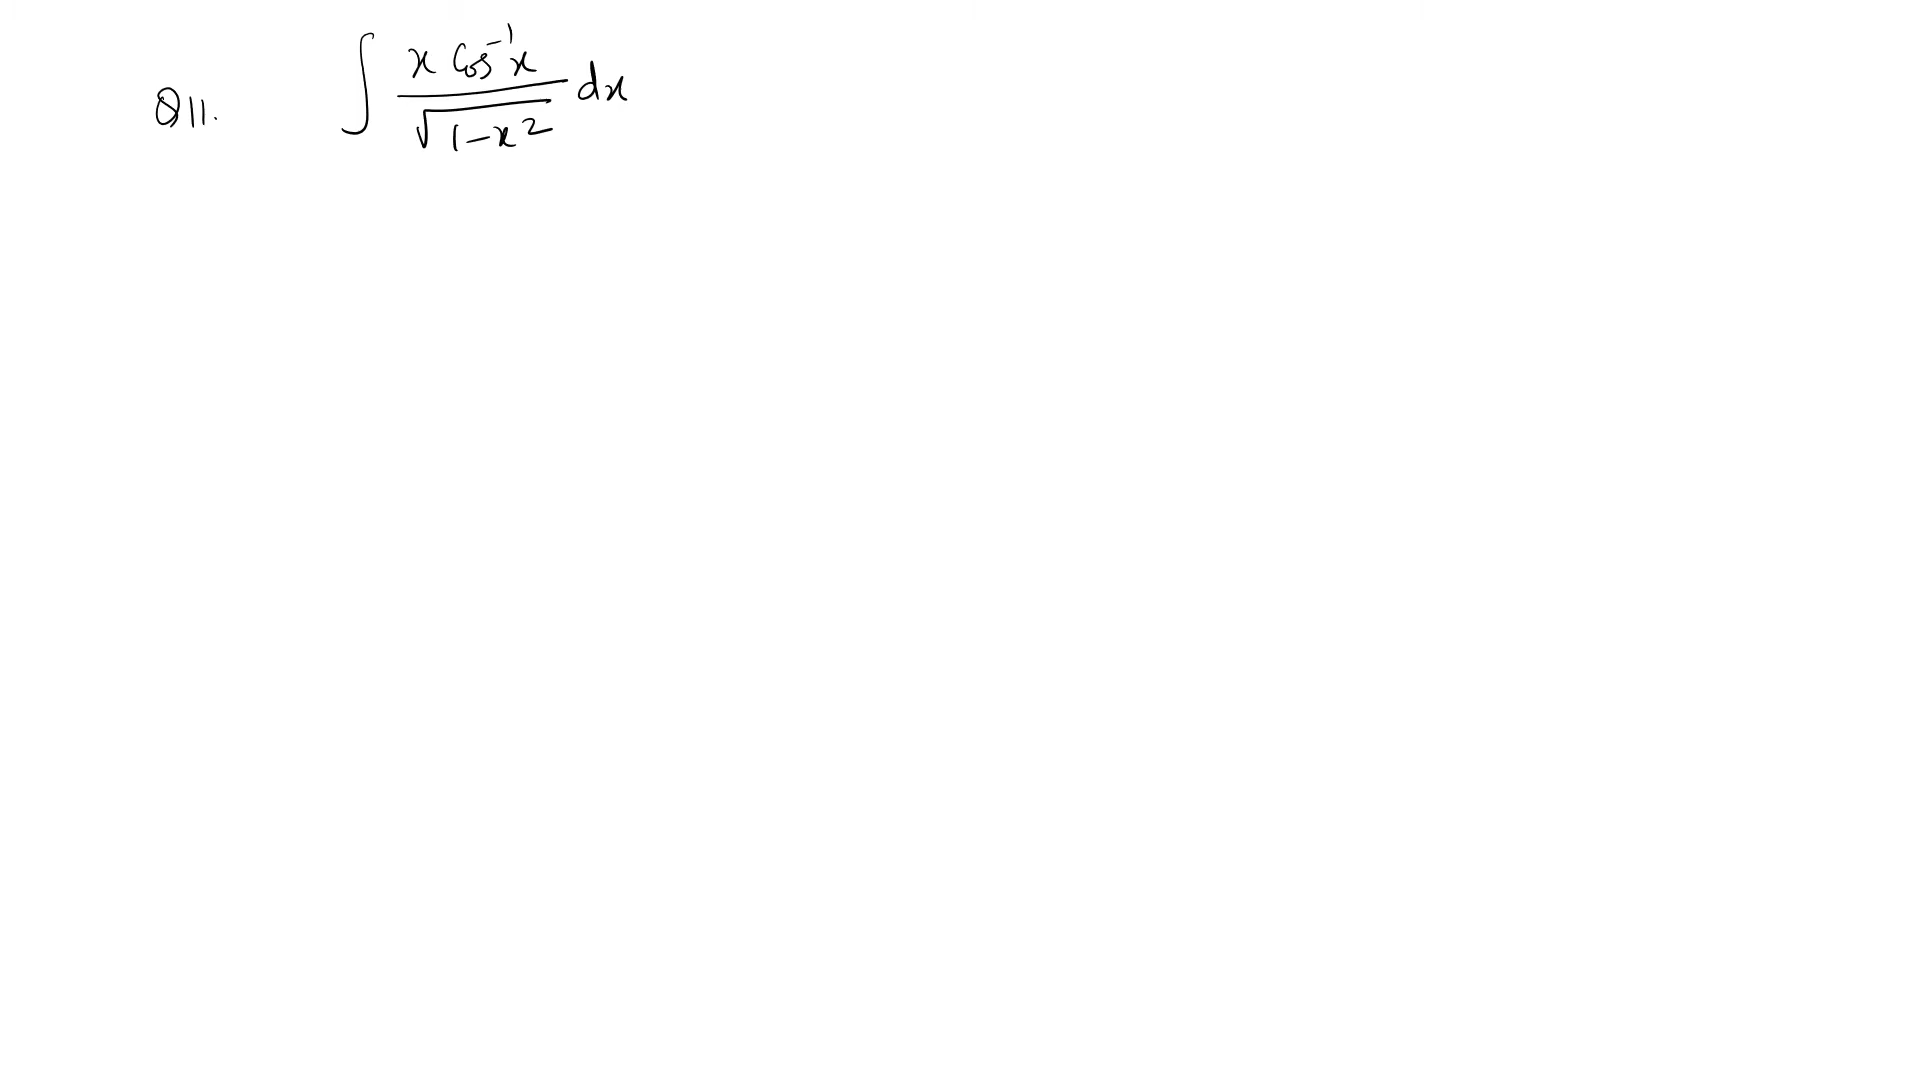 Q11. ∫ x Cos⁻¹x / √(1-x²) dx